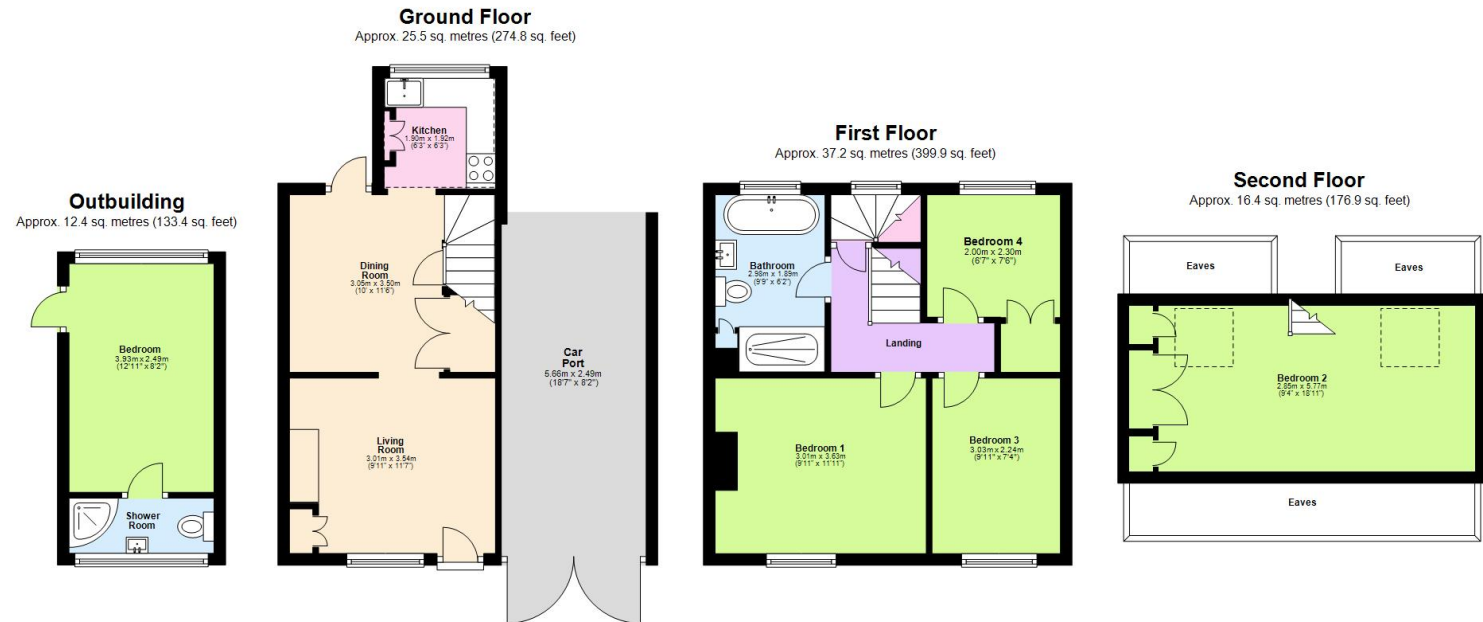 Outbuilding
Approx. 12.4 sq. metres (133.4 sq. feet)
Bedroom
3.93m x 2.49m
(12'11" x 8'2")
Shower
Room
Ground Floor
Approx. 25.5 sq. metres (274.8 sq. feet)
Kitchen
1.90m x 1.92m
(6'3" x 6'3")
Dining
Room
3.05m x 3.50m
(10' x 11'6")
Living
Room
3.01m x 3.54m
(9'11" x 11'7")
Car
Port
5.66m x 2.49m
(18'7" x 8'2")
First Floor
Approx. 37.2 sq. metres (399.9 sq. feet)
Bathroom
2.98m x 1.89m
(9'9" x 6'2")
Bedroom 4
2.00m x 2.30m
(6'7" x 7'6")
Landing
Bedroom 1
3.01m x 3.63m
(9'11" x 11'11")
Bedroom 3
3.03m x 2.24m
(9'11" x 7'4")
Second Floor
Approx. 16.4 sq. metres (176.9 sq. feet)
Eaves
Eaves
Bedroom 2
2.85m x 5.77m
(9'4" x 18'11")
Eaves